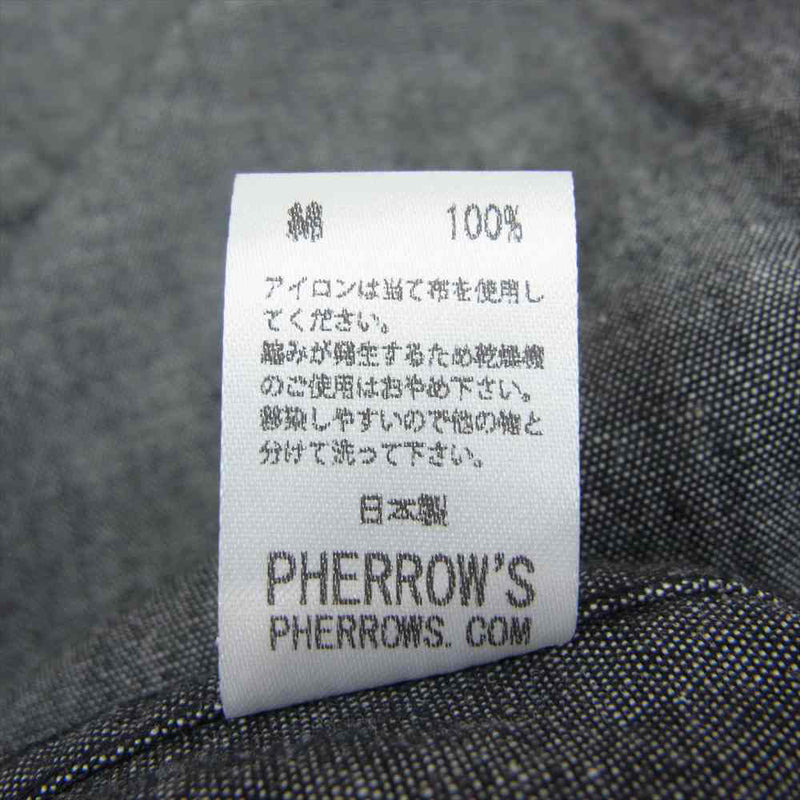 綿 100%
アイロンは当て布を使用し
てください。
縮みが発生するため乾燥機
のご使用はおやめ下さい。
移染しやすいので他の物と
分けて洗って下さい。
日本製
PHERROW'S
PHERROWS. COM